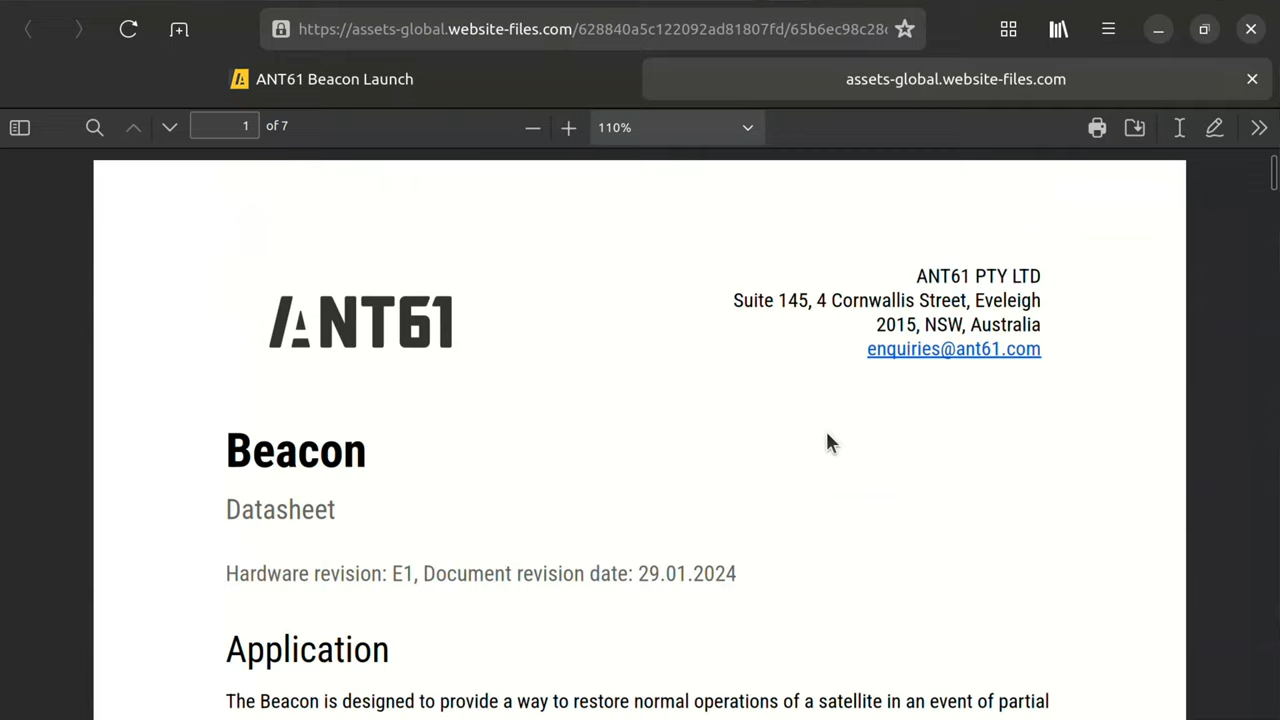 https://assets-global.website-files.com/628840a5c122092ad81807fd/65b6ec98c28
ANT61 Beacon Launch
assets-global.website-files.com
1 of 7
110%
ANT61
ANT61 PTY LTD
Suite 145, 4 Cornwallis Street, Eveleigh
2015, NSW, Australia
enquiries@ant61.com
Beacon
Datasheet
Hardware revision: E1, Document revision date: 29.01.2024
Application
The Beacon is designed to provide a way to restore normal operations of a satellite in an event of partial